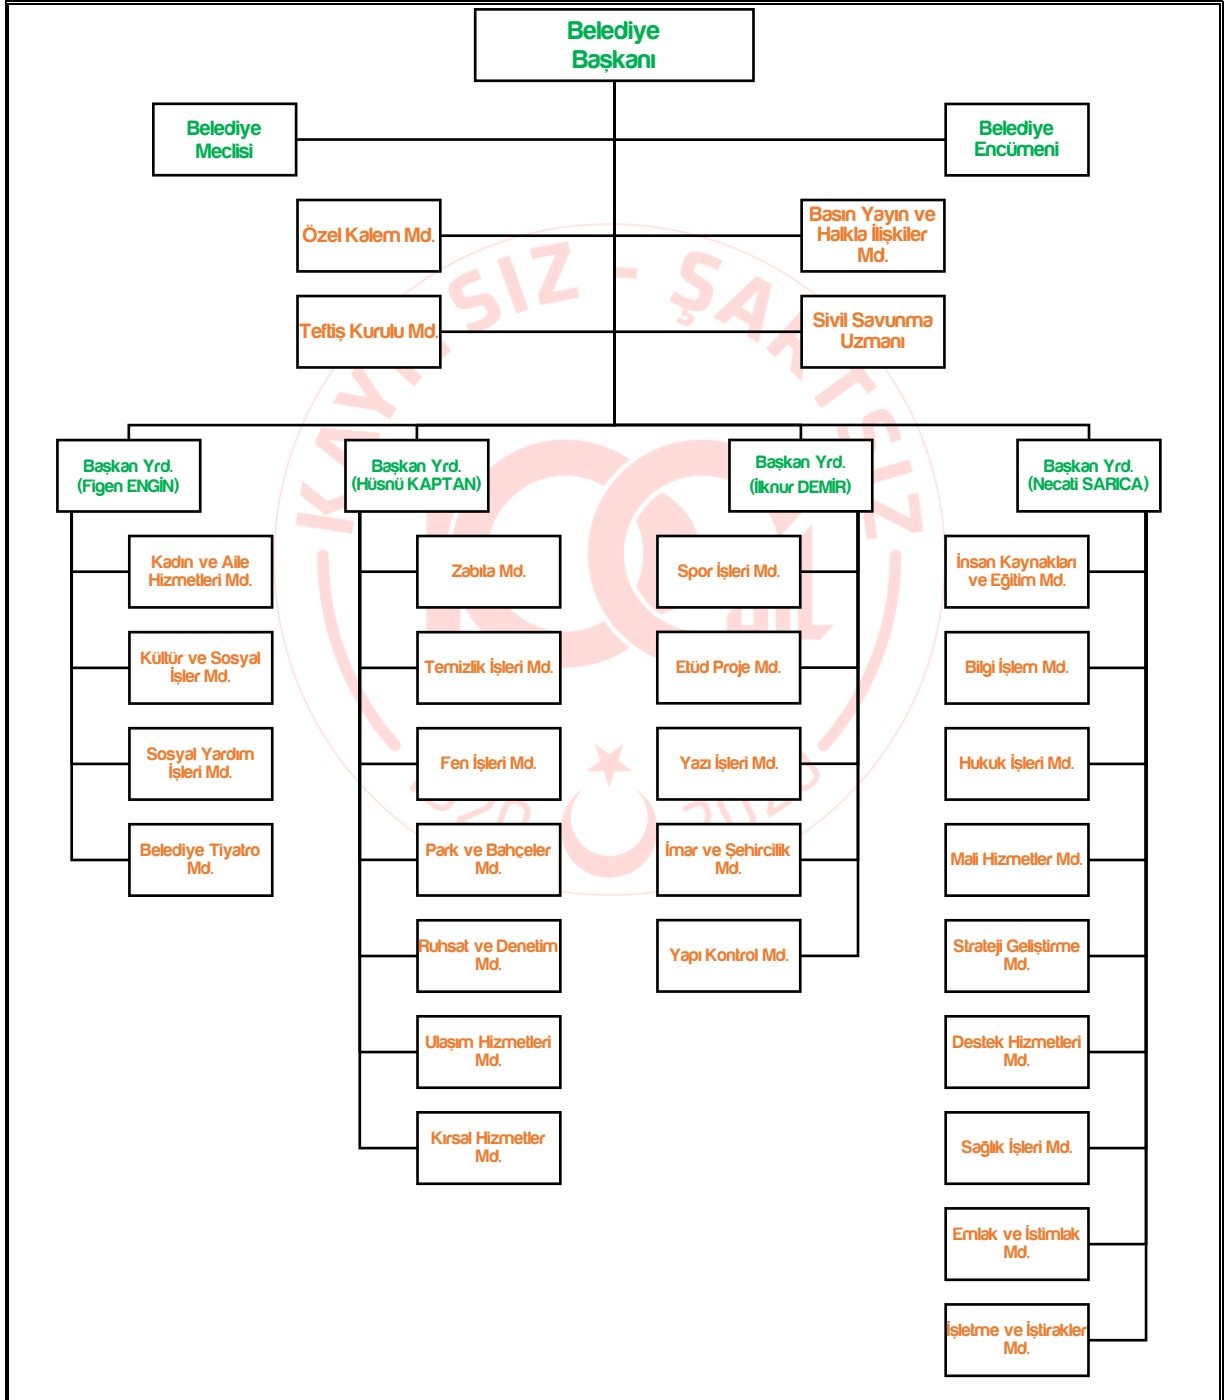 Belediye
Başkanı
Belediye
Meclisi
Belediye
Encümeni
Özel Kalem Md.
Basın Yayın ve
Halkla İlişkiler
Md.
Teftiş Kurulu Md.
Sivil Savunma
Uzmanı
Başkan Yrd.
(Figen ENGİN)
Kadın ve Aile
Hizmetleri Md.
Kültür ve Sosyal
İşler Md.
Sosyal Yardım
İşleri Md.
Belediye Tiyatro
Md.
Başkan Yrd.
(Hüsnü KAPTAN)
Zabıta Md.
Temizlik İşleri Md.
Fen İşleri Md.
Park ve Bahçeler
Md.
Ruhsat ve Denetim
Md.
Ulaşım Hizmetleri
Md.
Kırsal Hizmetler
Md.
Başkan Yrd.
(İlknur DEMİR)
Spor İşleri Md.
Etüd Proje Md.
Yazı İşleri Md.
İmar ve Şehircilik
Md.
Yapı Kontrol Md.
Başkan Yrd.
(Necati SARICA)
İnsan Kaynakları
ve Eğitim Md.
Bilgi İşlem Md.
Hukuk İşleri Md.
Mali Hizmetler Md.
Strateji Geliştirme
Md.
Destek Hizmetleri
Md.
Sağlık İşleri Md.
Emlak ve İstimlak
Md.
İşletme ve İştirakler
Md.